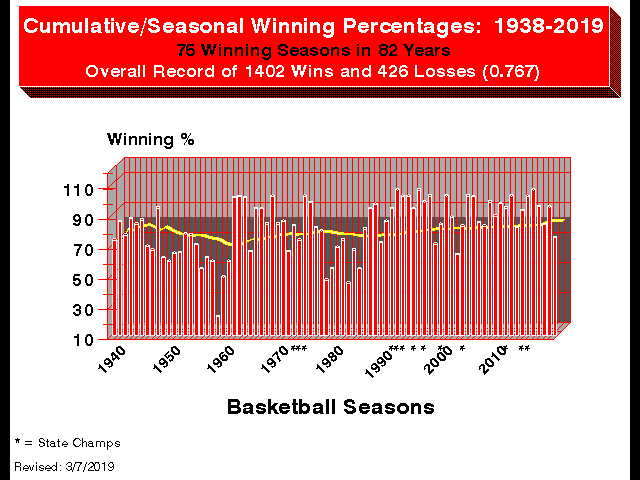 Cumulative/Seasonal Winning Percentages:  1938-2019
75 Winning Seasons in 82 Years
Overall Record of 1402 Wins and 426 Losses (0.767)
Winning %
110
90
70
50
30
10
1940 1950 1960 1970*** 1980 1990*** * * 2000* * 2010* **
Basketball Seasons
* = State Champs
Revised: 3/7/2019